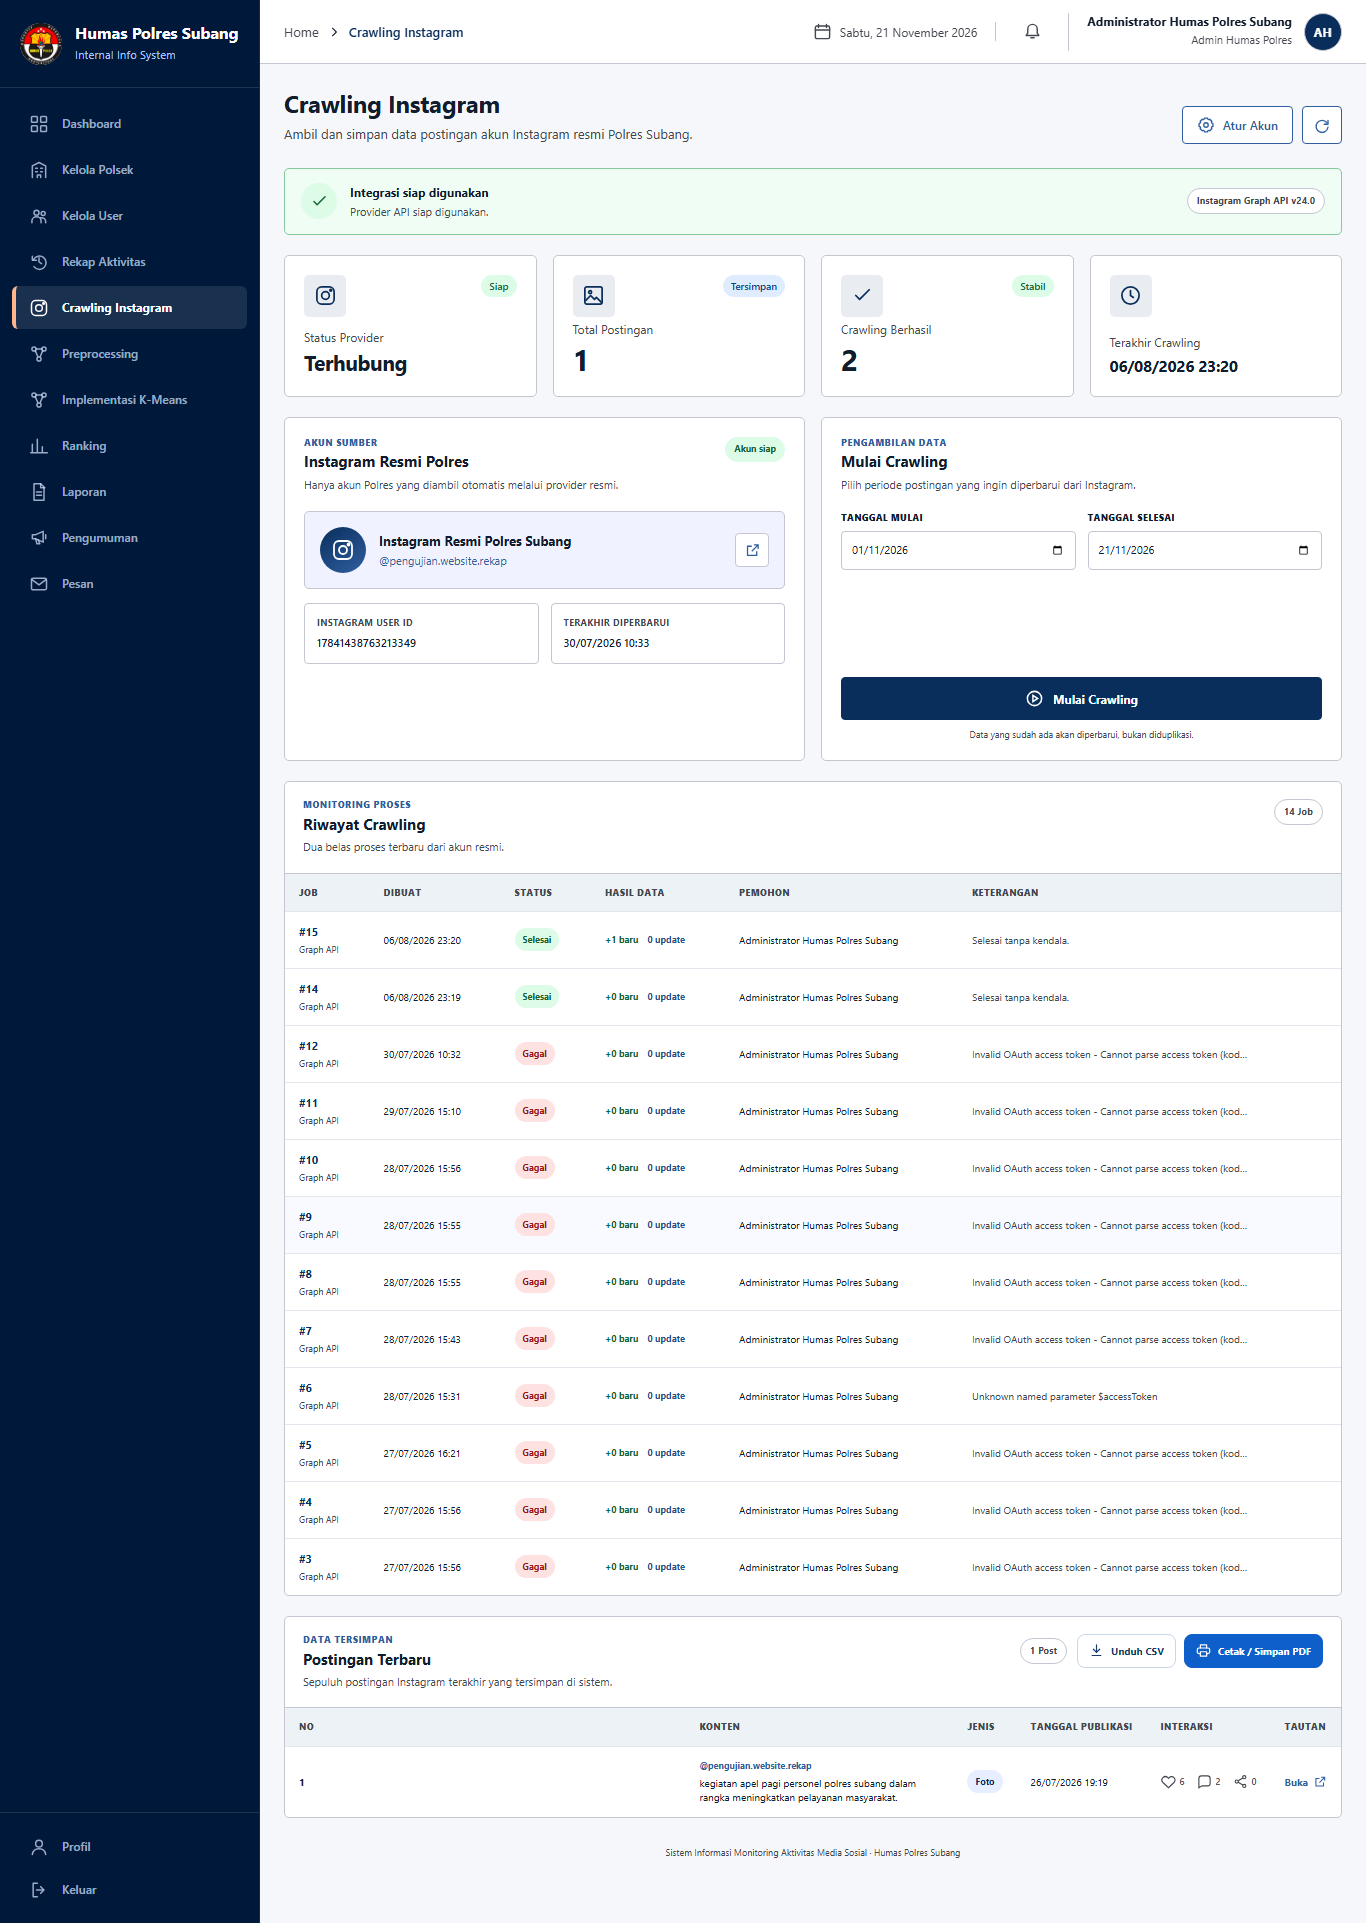 Humas Polres Subang
Internal Info System
Dashboard
Kelola Polsek
Kelola User
Rekap Aktivitas
Crawling Instagram
Preprocessing
Implementasi K-Means
Ranking
Laporan
Pengumuman
Pesan
Profil
Keluar
Home > Crawling Instagram
Sabtu, 21 November 2026
Administrator Humas Polres Subang
Admin Humas Polres
AH
Crawling Instagram
Ambil dan simpan data postingan akun Instagram resmi Polres Subang.
Atur Akun
Integrasi siap digunakan
Provider API siap digunakan.
Instagram Graph API v24.0
Siap
Status Provider
Terhubung
Tersimpan
Total Postingan
1
Stabil
Crawling Berhasil
2
Terakhir Crawling
06/08/2026 23:20
AKUN SUMBER
Instagram Resmi Polres
Hanya akun Polres yang diambil otomatis melalui provider resmi.
Akun siap
Instagram Resmi Polres Subang
@pengujian.website.rekap
INSTAGRAM USER ID
17841438763213349
TERAKHIR DIPERBARUI
30/07/2026 10:33
PENGAMBILAN DATA
Mulai Crawling
Pilih periode postingan yang ingin diperbarui dari Instagram.
TANGGAL MULAI
01/11/2026
TANGGAL SELESAI
21/11/2026
Mulai Crawling
Data yang sudah ada akan diperbarui, bukan diduplikasi.
MONITORING PROSES
Riwayat Crawling
Dua belas proses terbaru dari akun resmi.
14 Job
JOB DIBUAT STATUS HASIL DATA PEMOHON KETERANGAN
#15
Graph API
06/08/2026 23:20 Selesai +1 baru 0 update Administrator Humas Polres Subang Selesai tanpa kendala.
#14
Graph API
06/08/2026 23:19 Selesai +0 baru 0 update Administrator Humas Polres Subang Selesai tanpa kendala.
#12
Graph API
30/07/2026 10:32 Gagal +0 baru 0 update Administrator Humas Polres Subang Invalid OAuth access token - Cannot parse access token (kod...
#11
Graph API
29/07/2026 15:10 Gagal +0 baru 0 update Administrator Humas Polres Subang Invalid OAuth access token - Cannot parse access token (kod...
#10
Graph API
28/07/2026 15:56 Gagal +0 baru 0 update Administrator Humas Polres Subang Invalid OAuth access token - Cannot parse access token (kod...
#9
Graph API
28/07/2026 15:55 Gagal +0 baru 0 update Administrator Humas Polres Subang Invalid OAuth access token - Cannot parse access token (kod...
#8
Graph API
28/07/2026 15:55 Gagal +0 baru 0 update Administrator Humas Polres Subang Invalid OAuth access token - Cannot parse access token (kod...
#7
Graph API
28/07/2026 15:43 Gagal +0 baru 0 update Administrator Humas Polres Subang Invalid OAuth access token - Cannot parse access token (kod...
#6
Graph API
28/07/2026 15:31 Gagal +0 baru 0 update Administrator Humas Polres Subang Unknown named parameter $accessToken
#5
Graph API
27/07/2026 16:21 Gagal +0 baru 0 update Administrator Humas Polres Subang Invalid OAuth access token - Cannot parse access token (kod...
#4
Graph API
27/07/2026 15:56 Gagal +0 baru 0 update Administrator Humas Polres Subang Invalid OAuth access token - Cannot parse access token (kod...
#3
Graph API
27/07/2026 15:56 Gagal +0 baru 0 update Administrator Humas Polres Subang Invalid OAuth access token - Cannot parse access token (kod...
DATA TERSIMPAN
Postingan Terbaru
Sepuluh postingan Instagram terakhir yang tersimpan di sistem.
1 Post
Unduh CSV
Cetak / Simpan PDF
NO KONTEN JENIS TANGGAL PUBLIKASI INTERAKSI TAUTAN
1
@pengujian.website.rekap
kegiatan apel pagi personel polres subang dalam
rangka meningkatkan pelayanan masyarakat.
Foto 26/07/2026 19:19 6 2 0 Buka
Sistem Informasi Monitoring Aktivitas Media Sosial · Humas Polres Subang